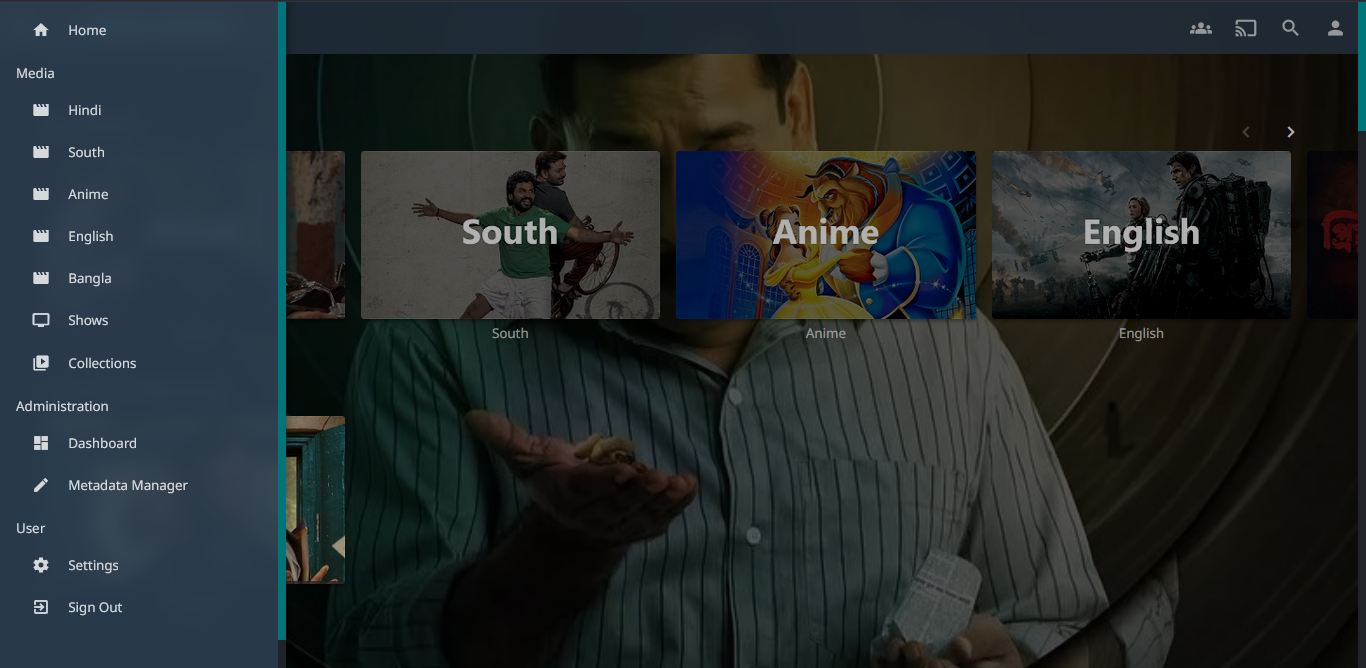 Home
Media
Hindi
South
Anime
English
Bangla
Shows
Collections
Administration
Dashboard
Metadata Manager
User
Settings
Sign Out
South
Anime
English
South
Anime
English